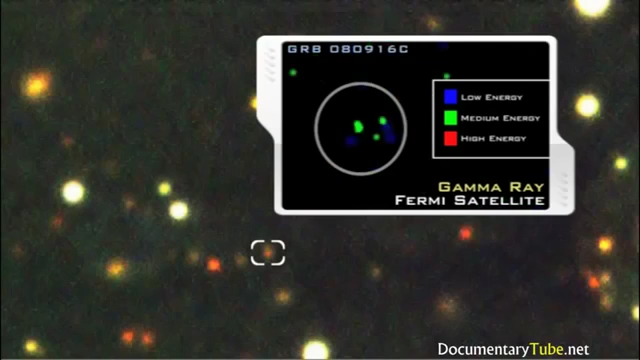 GRB 080916C
Low Energy
Medium Energy
High Energy
Gamma Ray
Fermi Satellite
DocumentaryTube.net